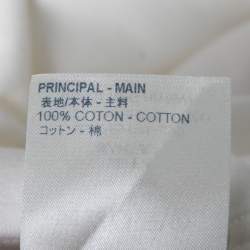 PRINCIPAL - MAIN
表地/本体 - 主料
100% COTON - COTTON
コットン - 棉